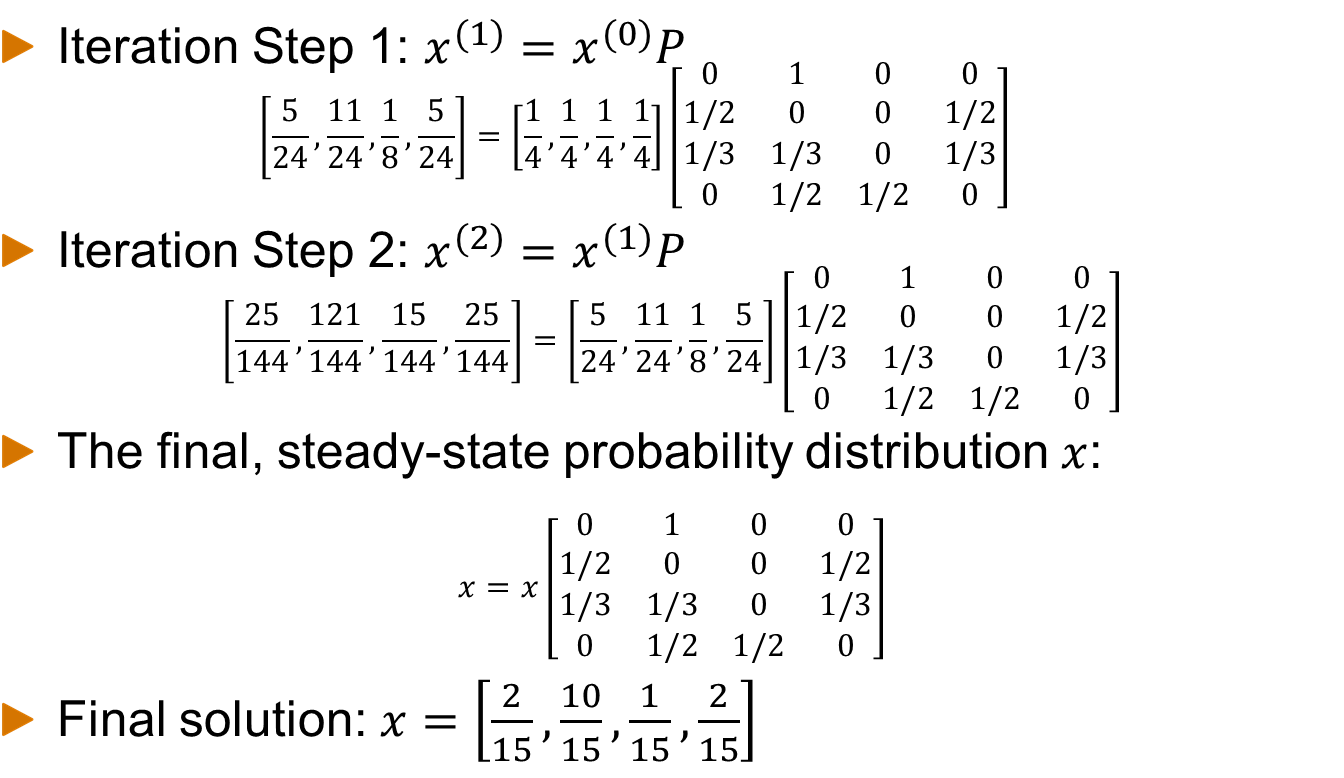 ► Iteration Step 1: x^(1) = x^(0)P
[5/24, 11/24, 1/8, 5/24] = [1/4, 1/4, 1/4, 1/4] [0 1 0 0
1/2 0 0 1/2
1/3 1/3 0 1/3
0 1/2 1/2 0]
► Iteration Step 2: x^(2) = x^(1)P
[25/144, 121/144, 15/144, 25/144] = [5/24, 11/24, 1/8, 5/24] [0 1 0 0
1/2 0 0 1/2
1/3 1/3 0 1/3
0 1/2 1/2 0]
► The final, steady-state probability distribution x:
x = x [0 1 0 0
1/2 0 0 1/2
1/3 1/3 0 1/3
0 1/2 1/2 0]
► Final solution: x = [2/15, 10/15, 1/15, 2/15]